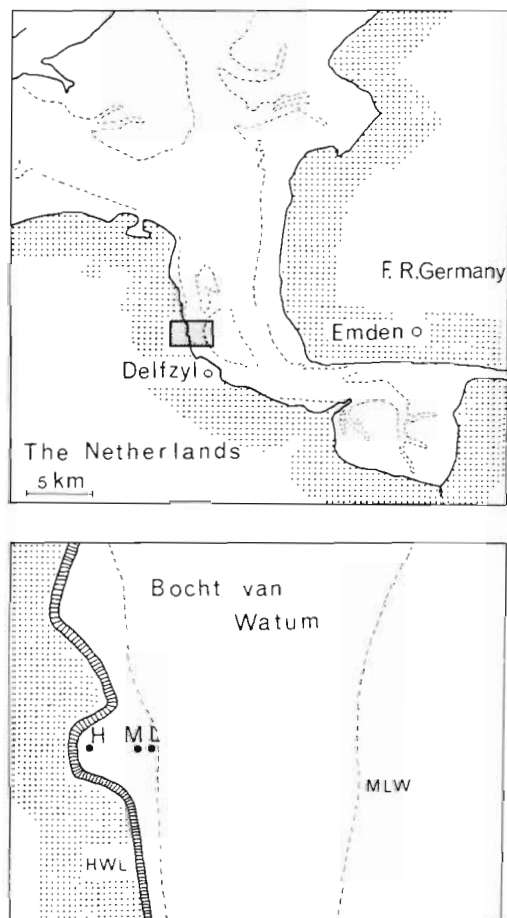 F. R. Germany
Emden
Delfzyl
The Netherlands
5 km
Bocht van
Watum
H M L
MLW
HWL